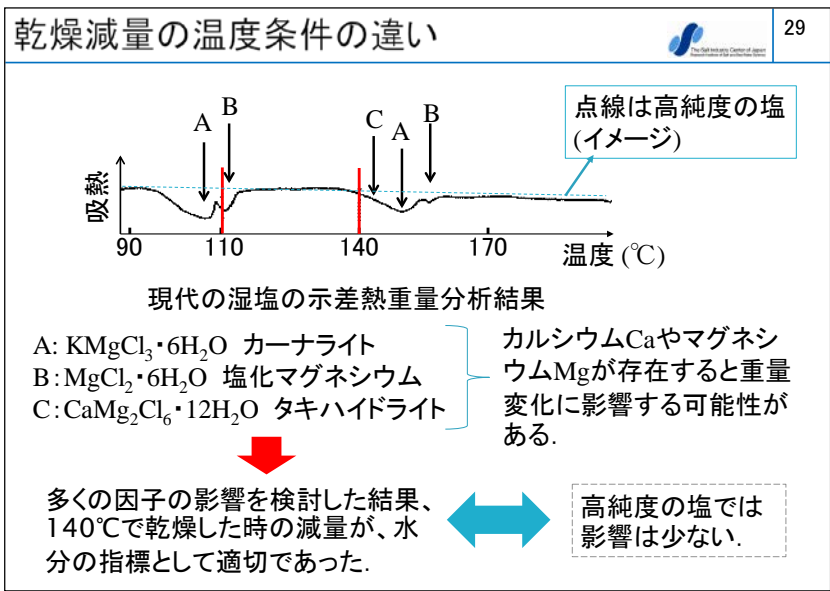 乾燥減量の温度条件の違い
The Salt Industry Center of Japan
29
点線は高純度の塩
(イメージ)
A
B
C
A
B
吸熱
90
110
140
170
温度 (℃)
現代の湿塩の示差熱重量分析結果
A: KMgCl₃・6H₂O カーナライト
B:MgCl₂・6H₂O 塩化マグネシウム
C:CaMg₂Cl₆・12H₂O タキハイドライト
カルシウムCaやマグネシ
ウムMgが存在すると重量
変化に影響する可能性が
ある.
多くの因子の影響を検討した結果、
140℃で乾燥した時の減量が、水
分の指標として適切であった.
高純度の塩では
影響は少ない.